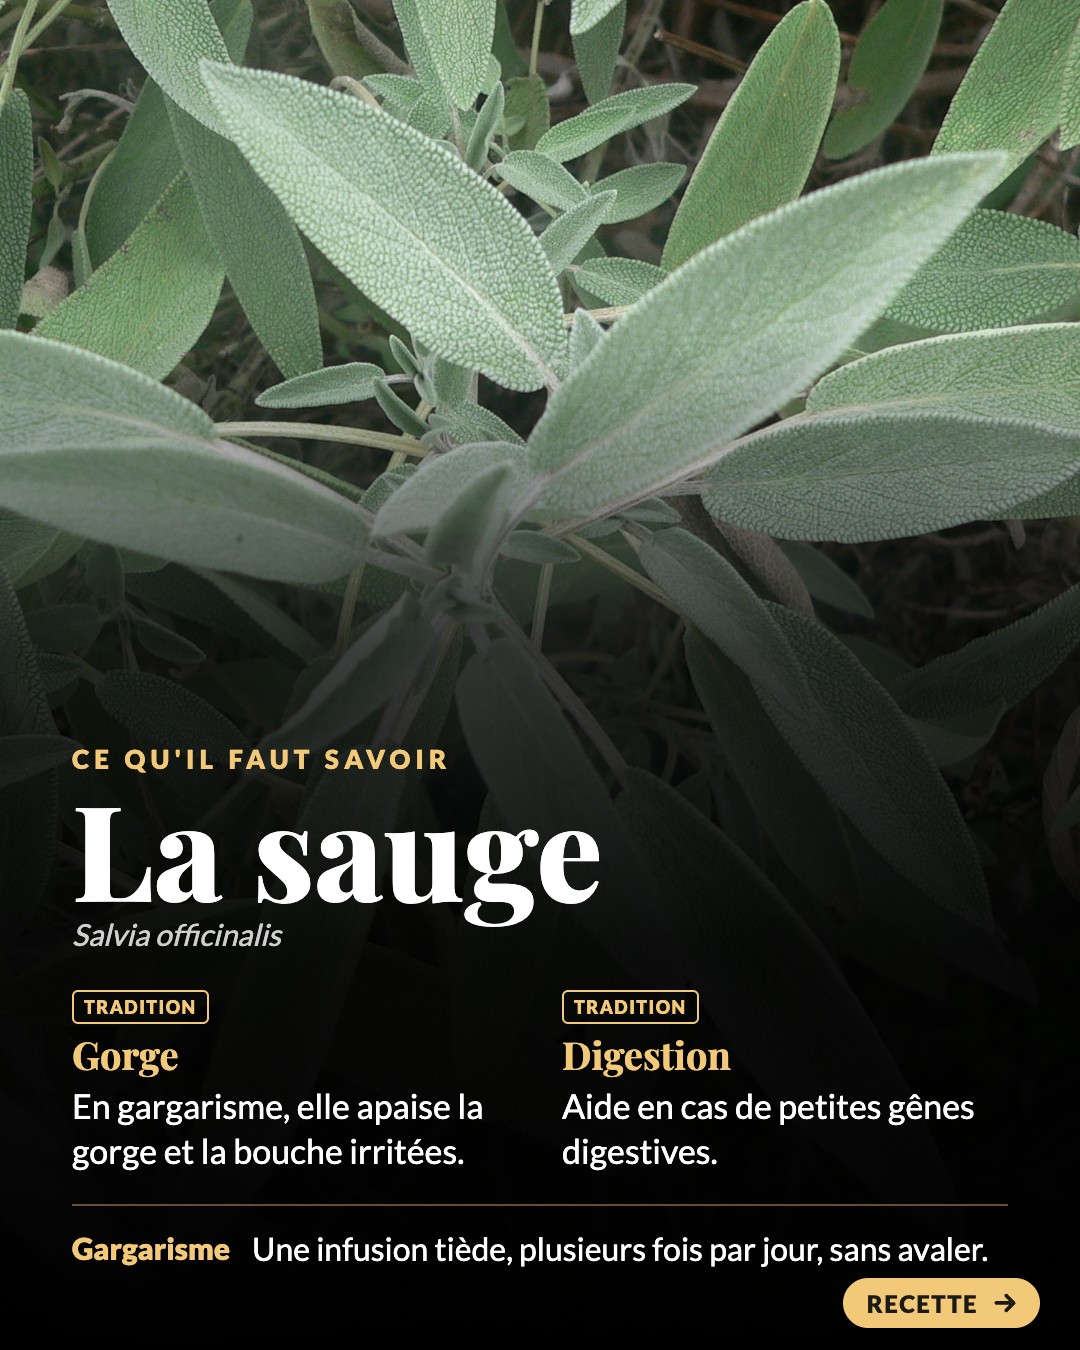 CE QU'IL FAUT SAVOIR
La sauge
Salvia officinalis
TRADITION
Gorge
En gargarisme, elle apaise la
gorge et la bouche irritées.
TRADITION
Digestion
Aide en cas de petites gênes
digestives.
Gargarisme Une infusion tiède, plusieurs fois par jour, sans avaler.
RECETTE →